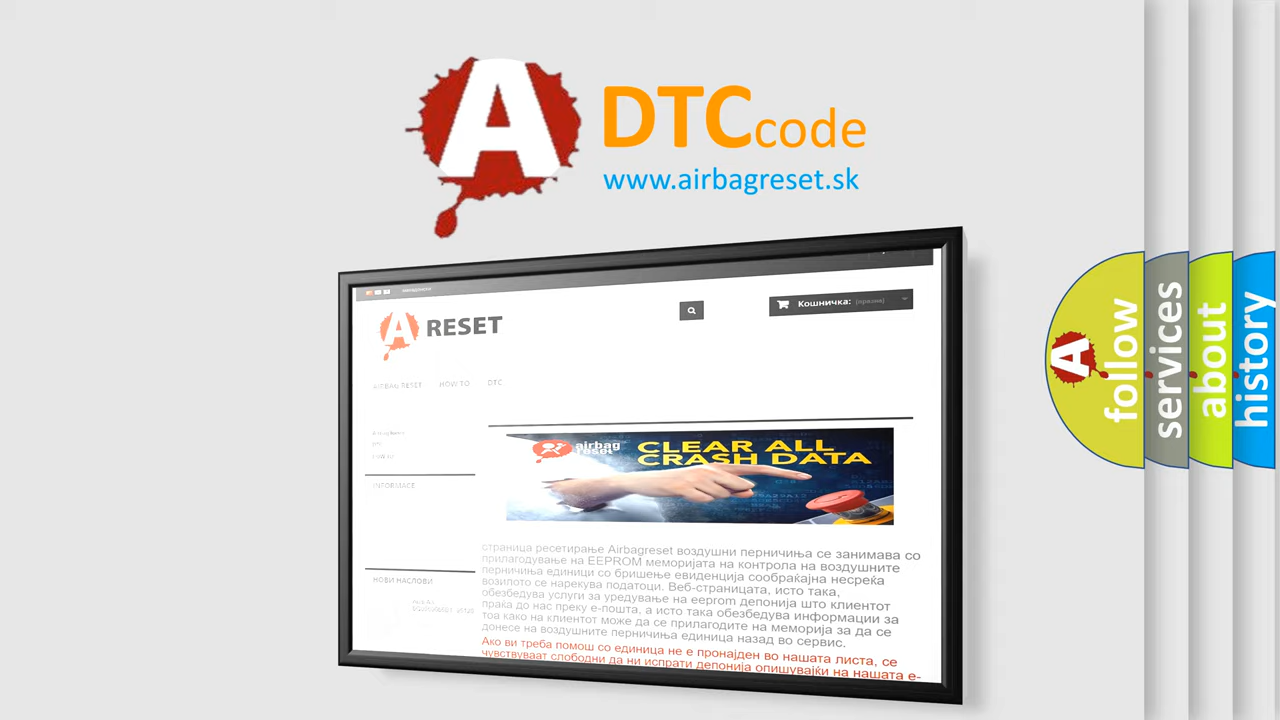 A
DTCcode
www.airbagreset.sk
Кошничка: (празна)
A RESET
AIRBAG RESET HOW TO DTC
INFORMACE
airbag
reset
CLEAR ALL
CRASH DATA
страница ресетирање Airbagreset воздушни перничиња се занимава со
прилагодување на EEPROM меморијата на контрола на воздушните
перничиња единици со бришење евиденција сообраќајна несреќа
возилото се нарекува податоци. Веб-страницата, исто така,
обезбедува услуги за уредување на eeprom депонија што клиентот
праќа до нас преку е-пошта, а исто така обезбедува информации за
тоа како на клиентот може да се прилагодите на меморија за да се
донесе на воздушните перничиња единица назад во сервис.
Ако ви треба помош со единица не е пронајден во нашата листа, се
чувствуваат слободни да ни испрати депонија опишувајќи на нашата е-
НОВИ НАСЛОВИ
A
follow
services
about
history